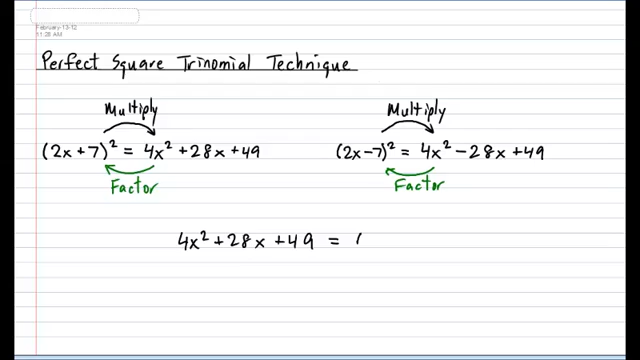 February-13-12
11:28 AM
Perfect Square Trinomial Technique
Multiply Multiply
(2x + 7)² = 4x² + 28x + 49 (2x - 7)² = 4x² - 28x + 49
Factor Factor
4x² + 28x + 49 = (